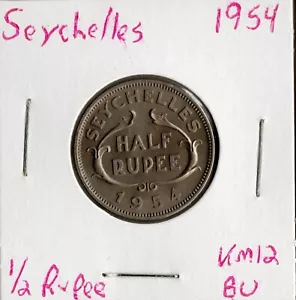 Seychelles 1954
SEYCHELLES
HALF
RUPEE
1954
1/2 Rupee
KM12
BU